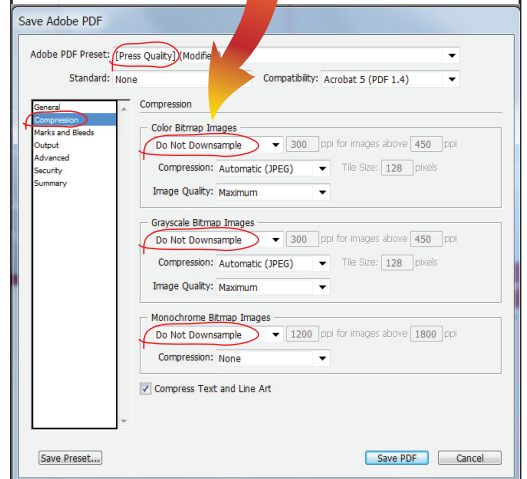 Save Adobe PDF
Adobe PDF Preset: [Press Quality] (Modified)
Standard: None
Compatibility: Acrobat 5 (PDF 1.4)
General
Compression
Marks and Bleeds
Output
Advanced
Security
Summary
Compression
Color Bitmap Images
Do Not Downsample 300 ppi for images above 450 ppi
Compression: Automatic (JPEG) Tile Size: 128 pixels
Image Quality: Maximum
Grayscale Bitmap Images
Do Not Downsample 300 ppi for images above 450 ppi
Compression: Automatic (JPEG) Tile Size: 128 pixels
Image Quality: Maximum
Monochrome Bitmap Images
Do Not Downsample 1200 ppi for images above 1800 ppi
Compression: None
Compress Text and Line Art
Save Preset...
Save PDF
Cancel